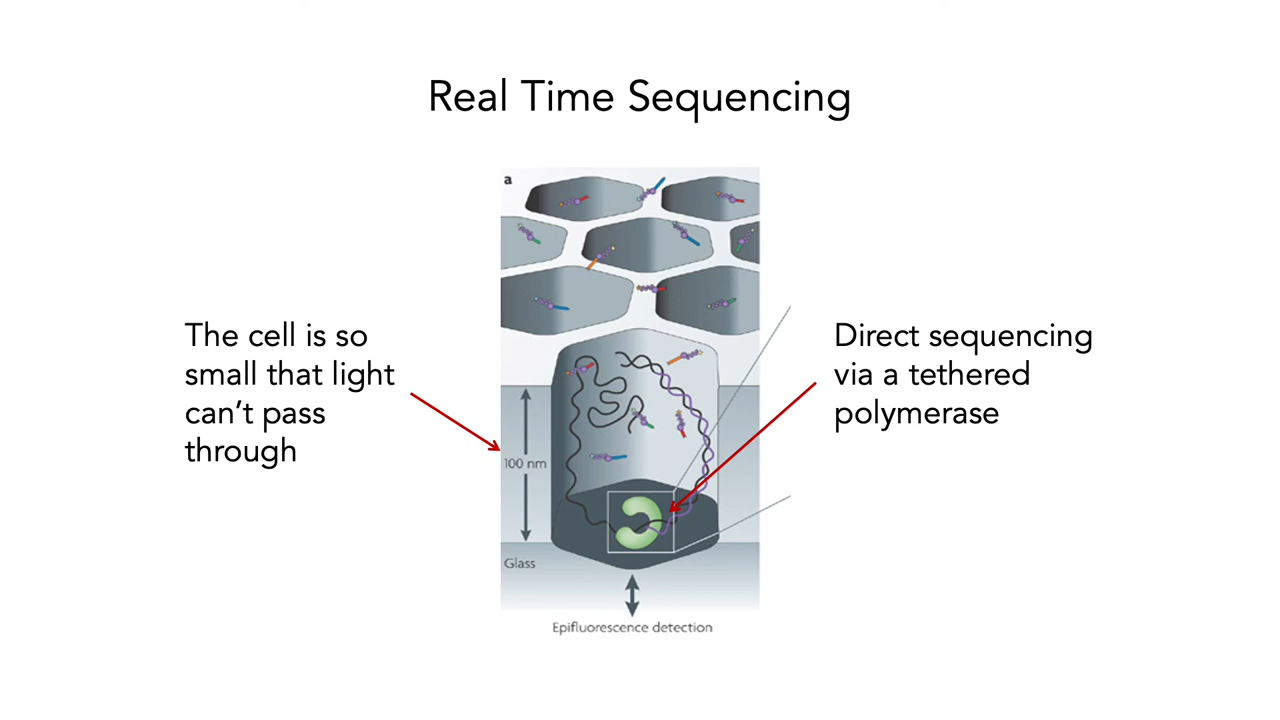 Real Time Sequencing
a
The cell is so
small that light
can’t pass
through
Direct sequencing
via a tethered
polymerase
100 nm
Glass
Epifluorescence detection